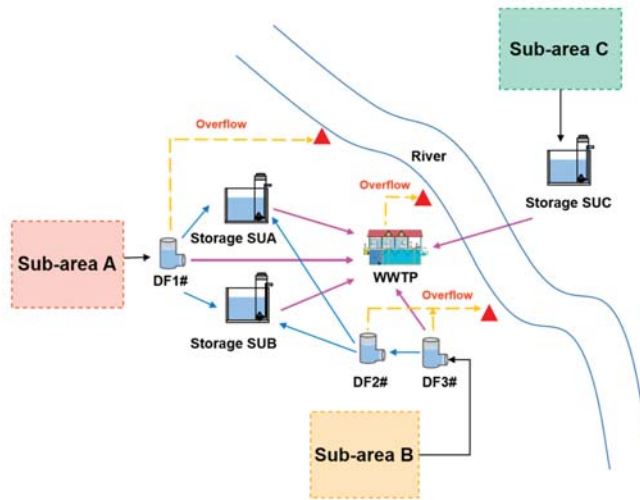 Sub-area C
Overflow
River
Overflow
Storage SUC
Storage SUA
Sub-area A
WWTP
DF1#
Overflow
Storage SUB
DF2#
DF3#
Sub-area B